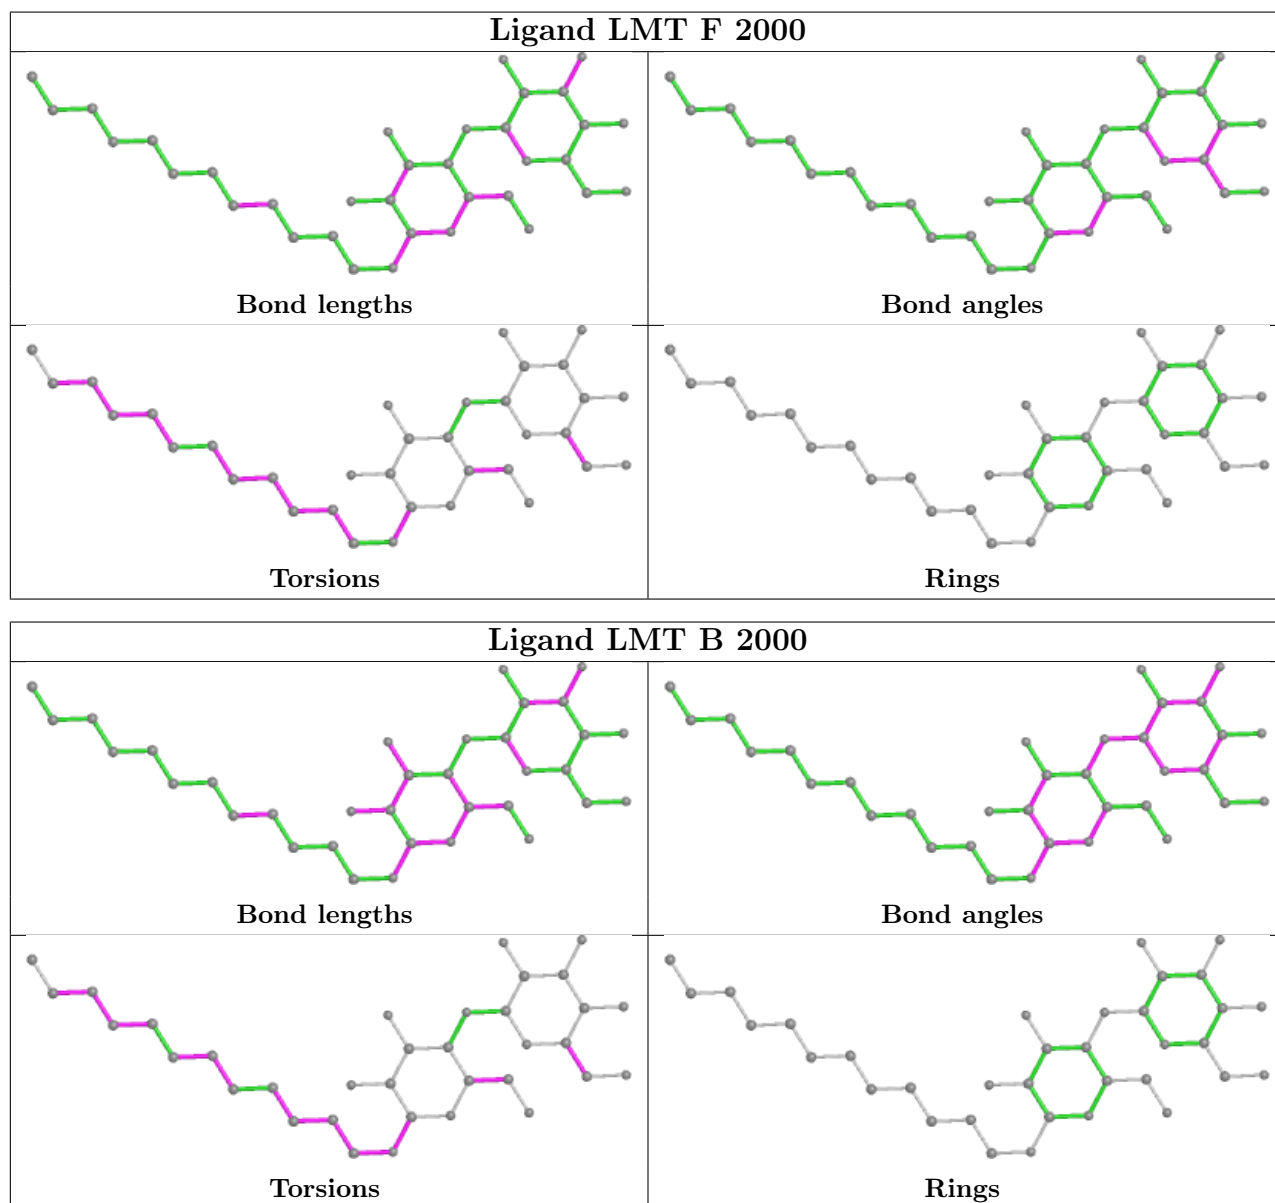 Ligand LMT F 2000
Bond lengths
Bond angles
Torsions
Rings
Ligand LMT B 2000
Bond lengths
Bond angles
Torsions
Rings